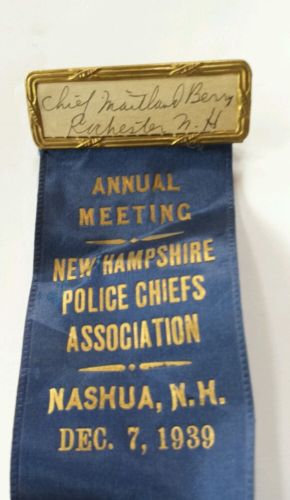 Chief Maitland Berry
Rochester N.H
ANNUAL
MEETING
NEW HAMPSHIRE
POLICE CHIEFS
ASSOCIATION
NASHUA, N.H.
DEC. 7, 1939